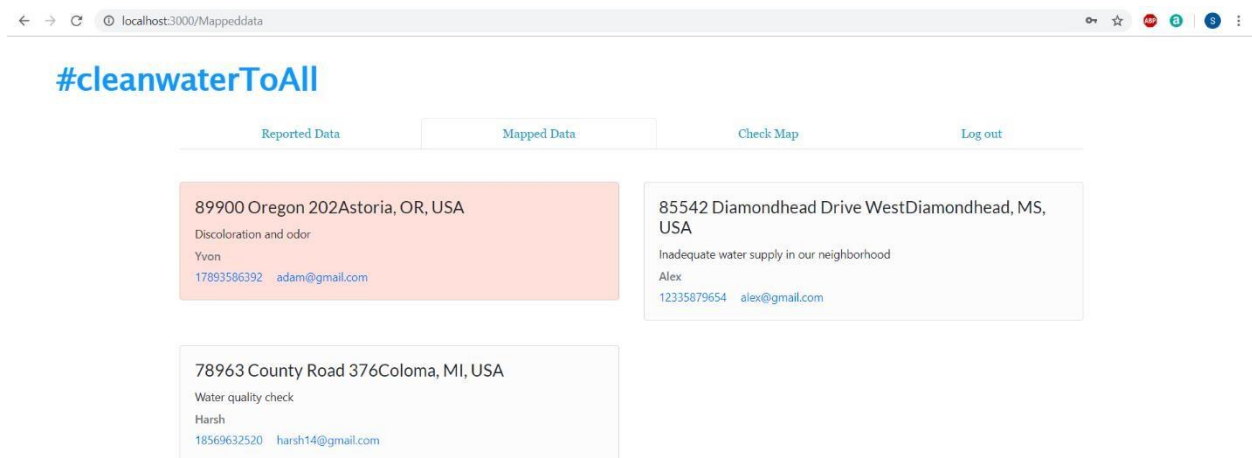 localhost:3000/Mappeddata
ABP
a
S
#cleanwaterToAll
Reported Data
Mapped Data
Check Map
Log out
89900 Oregon 202Astoria, OR, USA
Discoloration and odor
Yvon
17893586392 adam@gmail.com
85542 Diamondhead Drive WestDiamondhead, MS,
USA
Inadequate water supply in our neighborhood
Alex
12335879654 alex@gmail.com
78963 County Road 376Coloma, MI, USA
Water quality check
Harsh
18569632520 harsh14@gmail.com